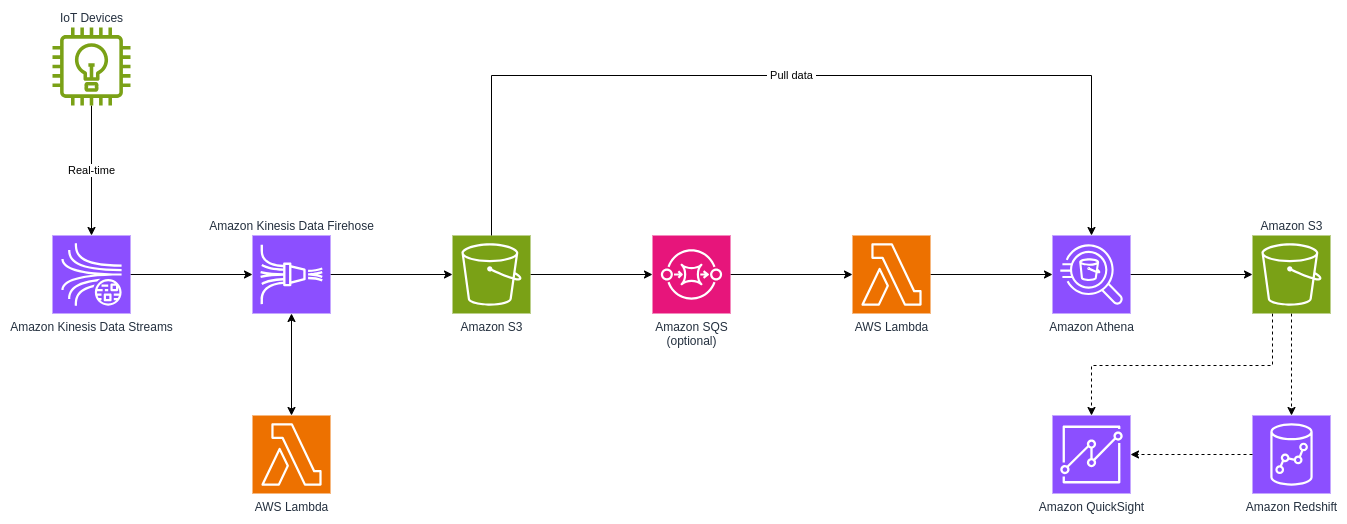 IoT Devices
Pull data
Real-time
Amazon Kinesis Data Firehose
Amazon S3
Amazon Kinesis Data Streams
Amazon S3
Amazon SQS
(optional)
AWS Lambda
Amazon Athena
AWS Lambda
Amazon QuickSight
Amazon Redshift